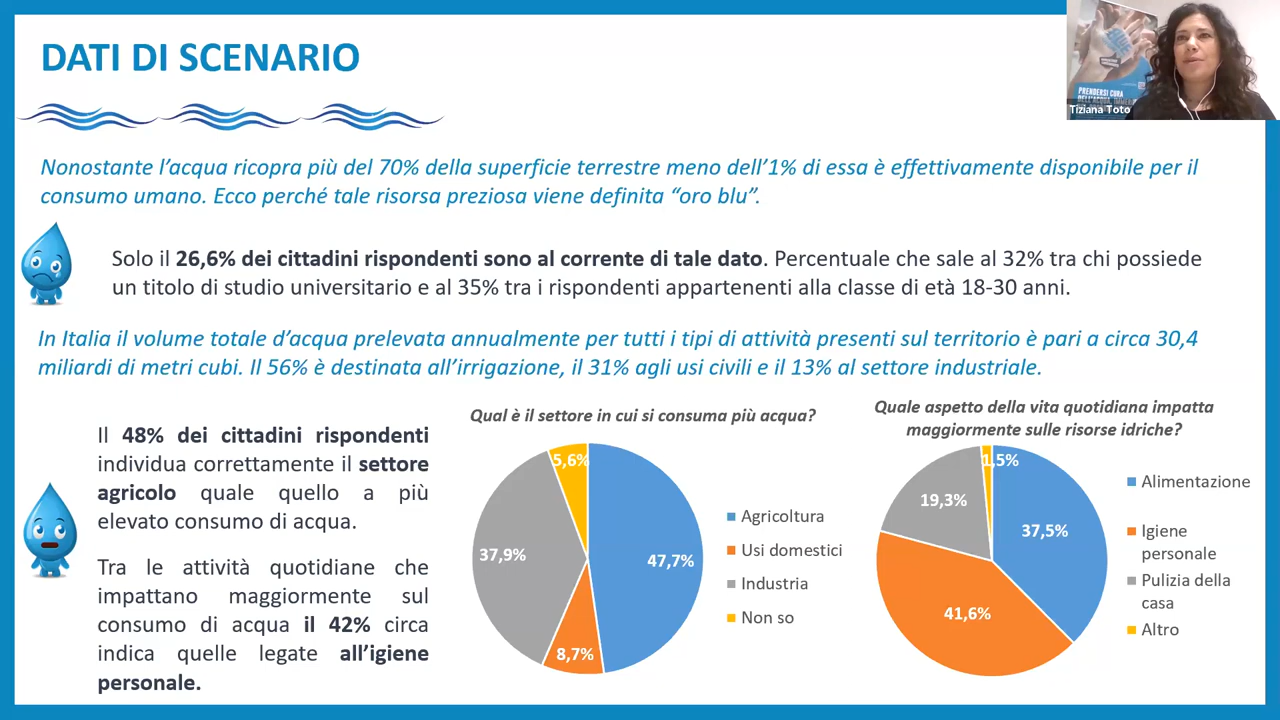 DATI DI SCENARIO
PRENDERSI CURA
DELL'ACQUA,
Tiziana Toto
Nonostante l'acqua ricopra più del 70% della superficie terrestre meno dell'1% di essa è effettivamente disponibile per il
consumo umano. Ecco perché tale risorsa preziosa viene definita “oro blu”.
Solo il 26,6% dei cittadini rispondenti sono al corrente di tale dato. Percentuale che sale al 32% tra chi possiede
un titolo di studio universitario e al 35% tra i rispondenti appartenenti alla classe di età 18-30 anni.
In Italia il volume totale d'acqua prelevata annualmente per tutti i tipi di attività presenti sul territorio è pari a circa 30,4
miliardi di metri cubi. Il 56% è destinata all'irrigazione, il 31% agli usi civili e il 13% al settore industriale.
Il 48% dei cittadini rispondenti
individua correttamente il settore
agricolo quale quello a più
elevato consumo di acqua.
Tra le attività quotidiane che
impattano maggiormente sul
consumo di acqua il 42% circa
indica quelle legate all'igiene
personale.
Qual è il settore in cui si consuma più acqua?
5,6%
37,9%
47,7%
8,7%
Agricoltura
Usi domestici
Industria
Non so
Quale aspetto della vita quotidiana impatta
maggiormente sulle risorse idriche?
1,5%
19,3%
37,5%
41,6%
Alimentazione
Igiene
personale
Pulizia della
casa
Altro